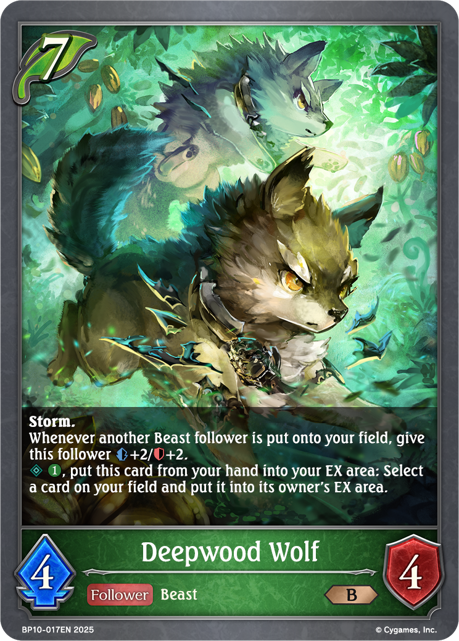 7
Storm.
Whenever another Beast follower is put onto your field, give
this follower +2/+2.
1, put this card from your hand into your EX area: Select
a card on your field and put it into its owner's EX area.
Deepwood Wolf
4
Follower Beast
B
4
BP10-017EN 2025
© Cygames, Inc.